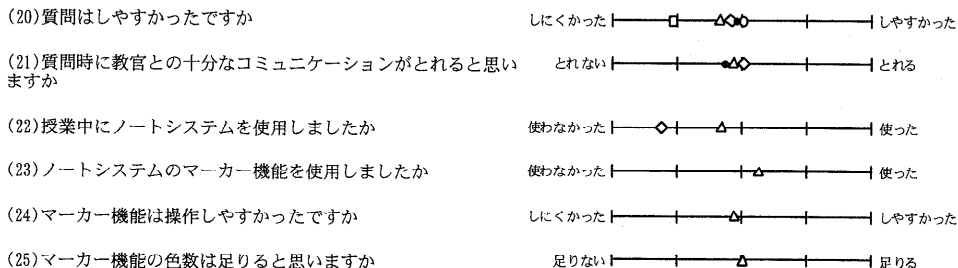 (20)質問はしやすかったですか しにくかった しやすかった
(21)質問時に教官との十分なコミュニケーションがとれると思い とれない とれる
ますか
(22)授業中にノートシステムを使用しましたか 使わなかった 使った
(23)ノートシステムのマーカー機能を使用しましたか 使わなかった 使った
(24)マーカー機能は操作しやすかったですか しにくかった しやすかった
(25)マーカー機能の色数は足りると思いますか 足りない 足りる